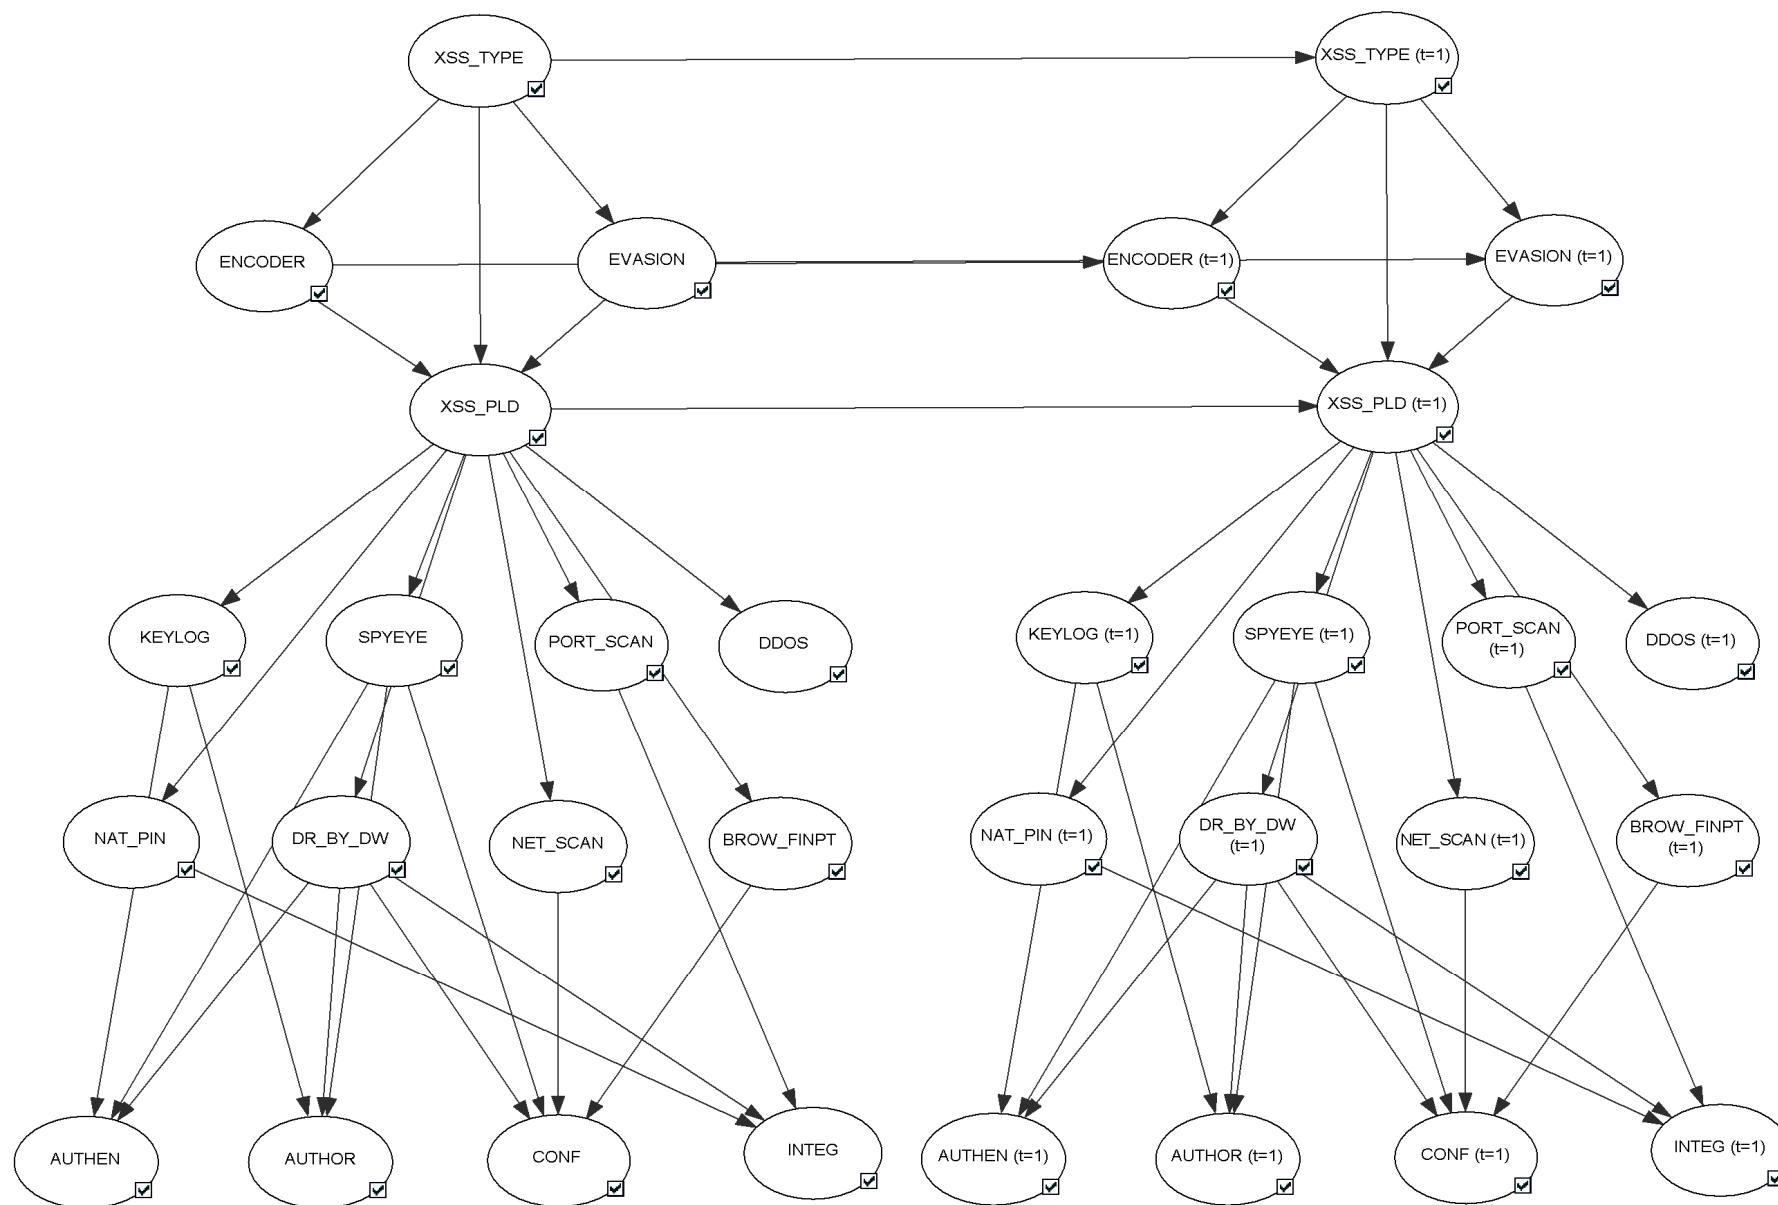 XSS_TYPE
XSS_TYPE (t=1)
ENCODER
EVASION
ENCODER (t=1)
EVASION (t=1)
XSS_PLD
XSS_PLD (t=1)
KEYLOG
SPYEYE
PORT_SCAN
DDOS
KEYLOG (t=1)
SPYEYE (t=1)
PORT_SCAN
(t=1)
DDOS (t=1)
NAT_PIN
DR_BY_DW
NET_SCAN
BROW_FINPT
NAT_PIN (t=1)
DR_BY_DW
(t=1)
NET_SCAN (t=1)
BROW_FINPT
(t=1)
AUTHEN
AUTHOR
CONF
INTEG
AUTHEN (t=1)
AUTHOR (t=1)
CONF (t=1)
INTEG (t=1)